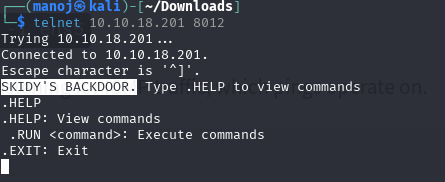 ┌──(manoj㉿kali)-[~/Downloads]
└─$ telnet 10.10.18.201 8012
Trying 10.10.18.201...
Connected to 10.10.18.201.
Escape character is '^]'.
SKIDY'S BACKDOOR. Type .HELP to view commands
.HELP
.HELP: View commands
 .RUN <command>: Execute commands
.EXIT: Exit